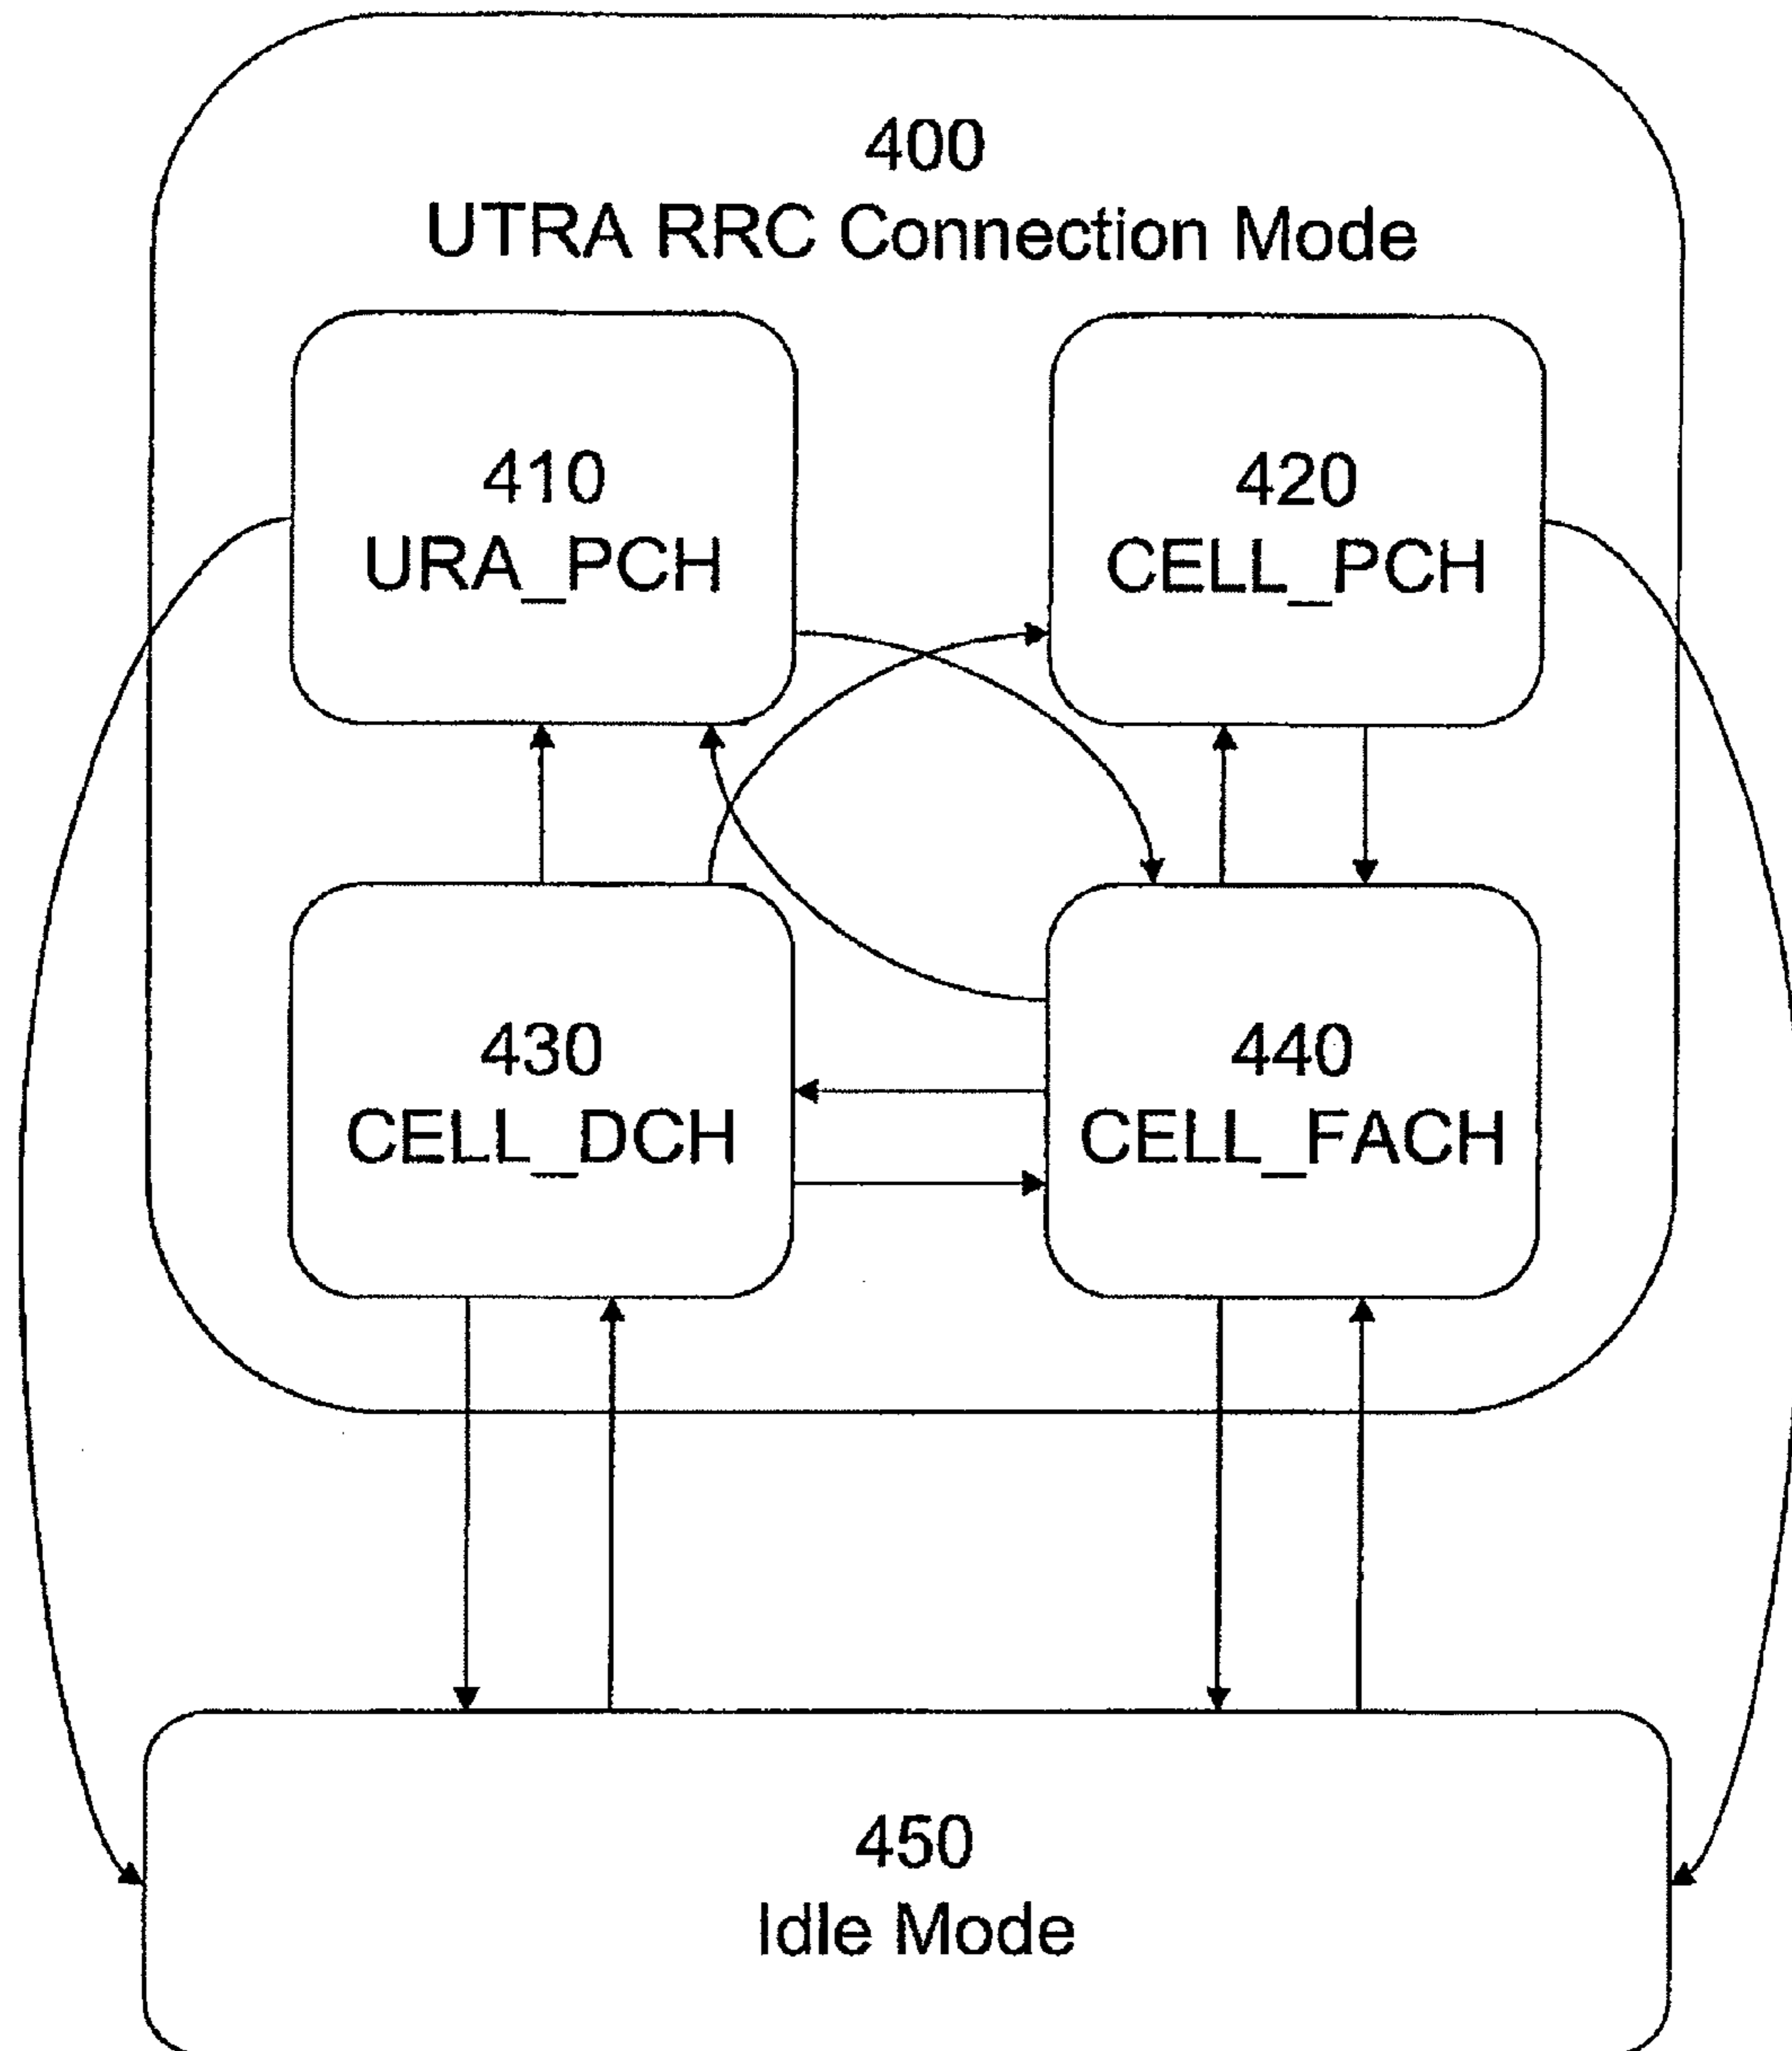 400
UTRA RRC Connection Mode
410
URA_PCH
420
CELL_PCH
430
CELL_DCH
440
CELL_FACH
450
Idle Mode